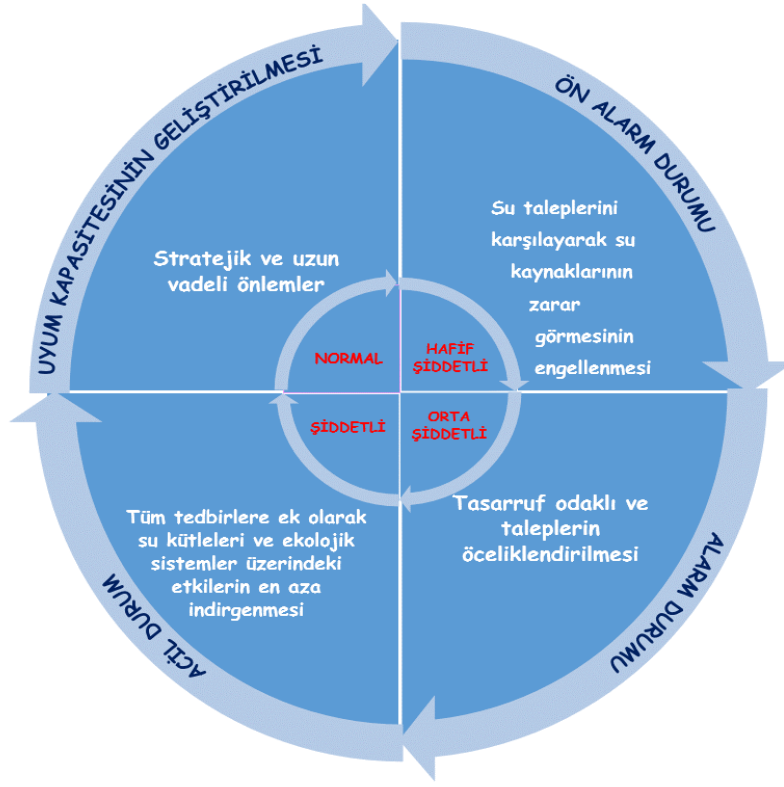 UYUM KAPASİTESİNİN GELİŞTİRİLMESİ
Stratejik ve uzun
vadeli önlemler
NORMAL
ÖN ALARM DURUMU
Su taleplerini
karşılayarak su
kaynaklarının
zarar
görmesinin
engellenmesi
HAFİF
ŞİDDETLİ
ALARM DURUMU
ORTA
ŞİDDETLİ
Tasarruf odaklı ve
taleplerin
öceliklendirilmesi
ACİL DURUM
ŞİDDETLİ
Tüm tedbirlere ek olarak
su kütleleri ve ekolojik
sistemler üzerindeki
etkilerin en aza
indirgenmesi